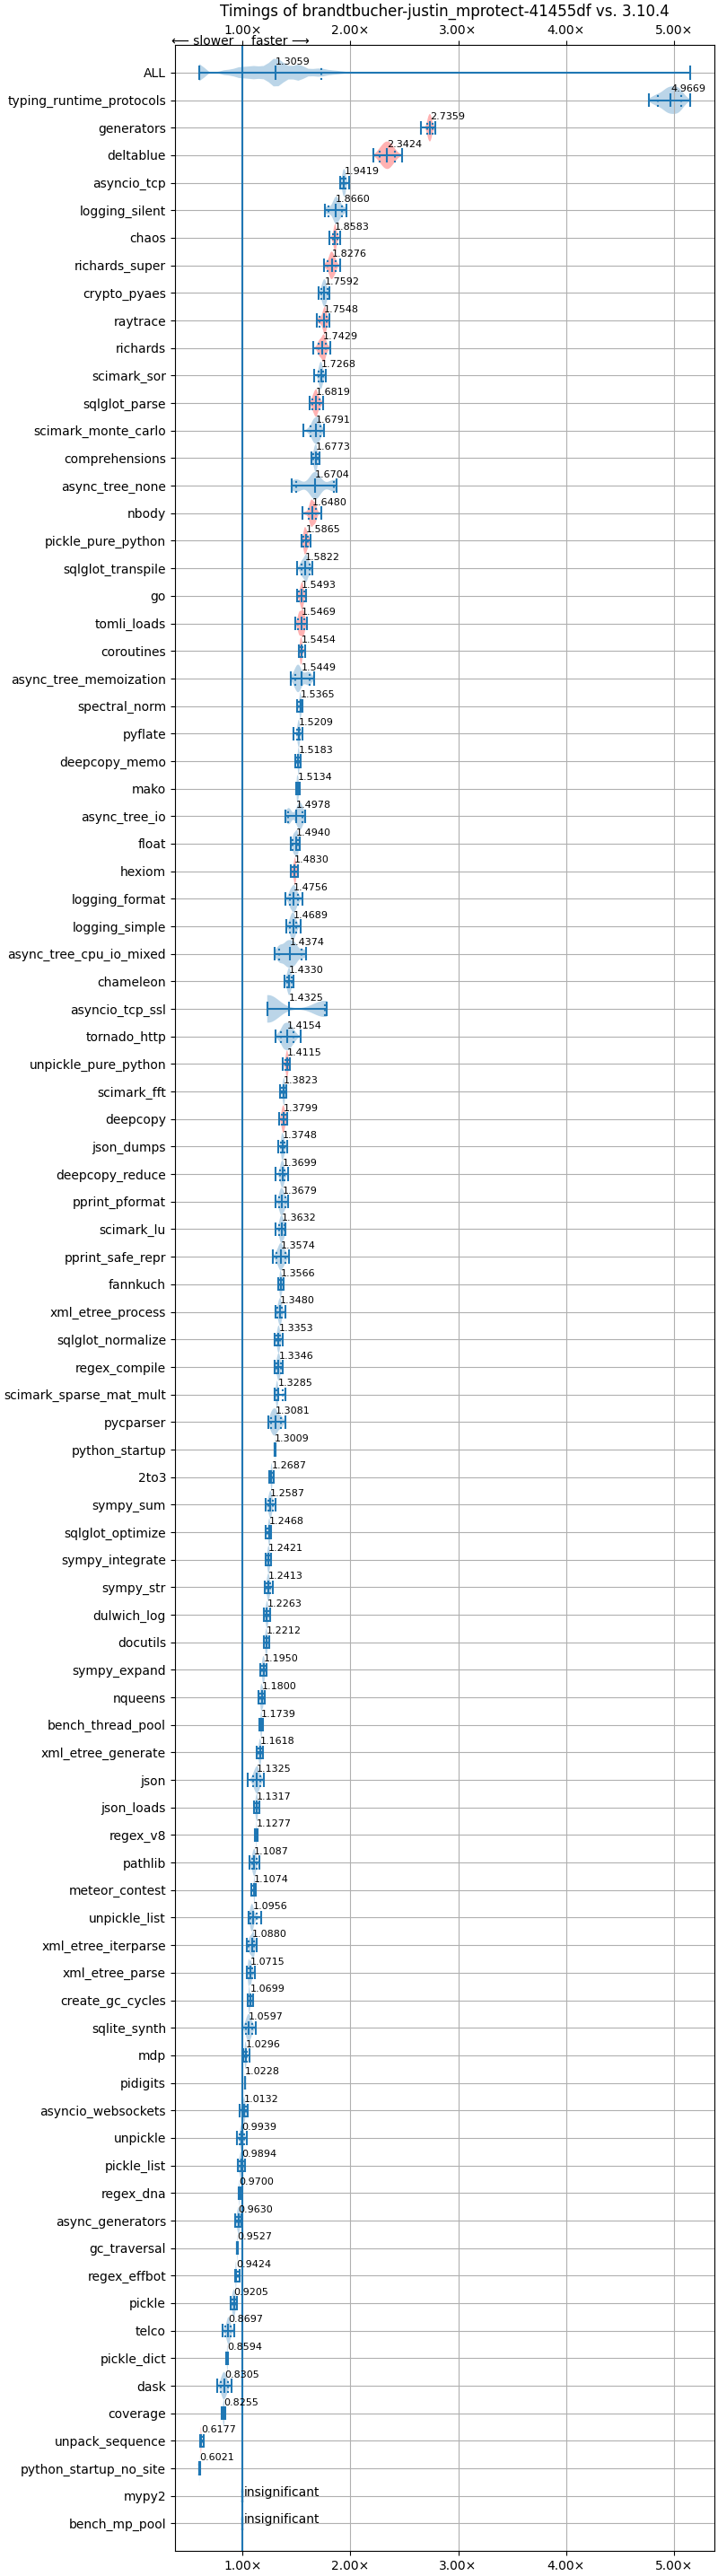 Timings of brandtbucher-justin_mprotect-41455df vs. 3.10.4
1.00× 2.00× 3.00× 4.00× 5.00×
⟵ slower faster ⟶
ALL 1.3059
typing_runtime_protocols 4.9669
generators 2.7359
deltablue 2.3424
asyncio_tcp 1.9419
logging_silent 1.8660
chaos 1.8583
richards_super 1.8276
crypto_pyaes 1.7592
raytrace 1.7548
richards 1.7429
scimark_sor 1.7268
sqlglot_parse 1.6819
scimark_monte_carlo 1.6791
comprehensions 1.6773
async_tree_none 1.6704
nbody 1.6480
pickle_pure_python 1.5865
sqlglot_transpile 1.5822
go 1.5493
tomli_loads 1.5469
coroutines 1.5454
async_tree_memoization 1.5449
spectral_norm 1.5365
pyflate 1.5209
deepcopy_memo 1.5183
mako 1.5134
async_tree_io 1.4978
float 1.4940
hexiom 1.4830
logging_format 1.4756
logging_simple 1.4689
async_tree_cpu_io_mixed 1.4374
chameleon 1.4330
asyncio_tcp_ssl 1.4325
tornado_http 1.4154
unpickle_pure_python 1.4115
scimark_fft 1.3823
deepcopy 1.3799
json_dumps 1.3748
deepcopy_reduce 1.3699
pprint_pformat 1.3679
scimark_lu 1.3632
pprint_safe_repr 1.3574
fannkuch 1.3566
xml_etree_process 1.3480
sqlglot_normalize 1.3353
regex_compile 1.3346
scimark_sparse_mat_mult 1.3285
pycparser 1.3081
python_startup 1.3009
2to3 1.2687
sympy_sum 1.2587
sqlglot_optimize 1.2468
sympy_integrate 1.2421
sympy_str 1.2413
dulwich_log 1.2263
docutils 1.2212
sympy_expand 1.1950
nqueens 1.1800
bench_thread_pool 1.1739
xml_etree_generate 1.1618
json 1.1325
json_loads 1.1317
regex_v8 1.1277
pathlib 1.1087
meteor_contest 1.1074
unpickle_list 1.0956
xml_etree_iterparse 1.0880
xml_etree_parse 1.0715
create_gc_cycles 1.0699
sqlite_synth 1.0597
mdp 1.0296
pidigits 1.0228
asyncio_websockets 1.0132
unpickle 0.9939
pickle_list 0.9894
regex_dna 0.9700
async_generators 0.9630
gc_traversal 0.9527
regex_effbot 0.9424
pickle 0.9205
telco 0.8697
pickle_dict 0.8594
dask 0.8305
coverage 0.8255
unpack_sequence 0.6177
python_startup_no_site 0.6021
mypy2 insignificant
bench_mp_pool insignificant
1.00× 2.00× 3.00× 4.00× 5.00×